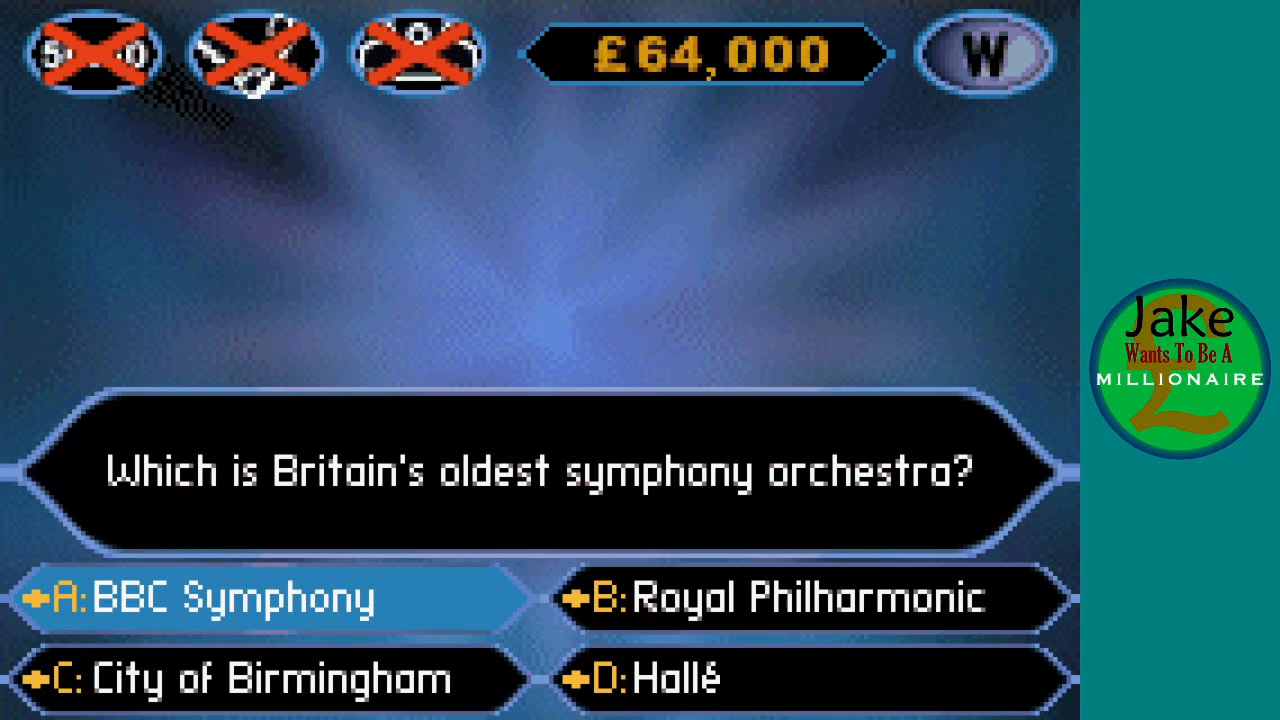 £64,000
W
Which is Britain's oldest symphony orchestra?
A: BBC Symphony
B: Royal Philharmonic
C: City of Birmingham
D: Hallé
Jake
Wants To Be A
MILLIONAIRE